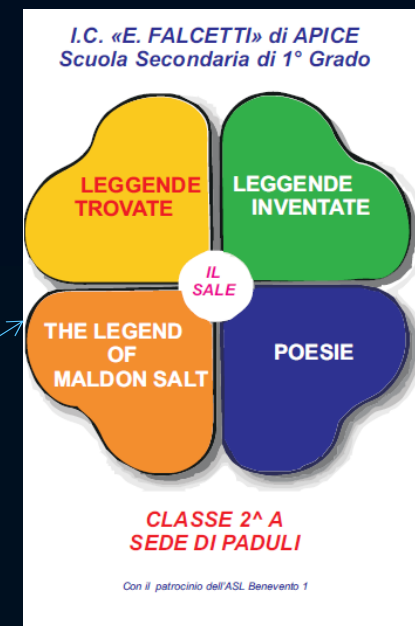 I.C. «E. FALCETTI» di APICE
Scuola Secondaria di 1° Grado
LEGGENDE
TROVATE
LEGGENDE
INVENTATE
IL
SALE
THE LEGEND
OF
MALDON SALT
POESIE
CLASSE 2^ A
SEDE DI PADULI
Con il patrocinio dell'ASL Benevento 1